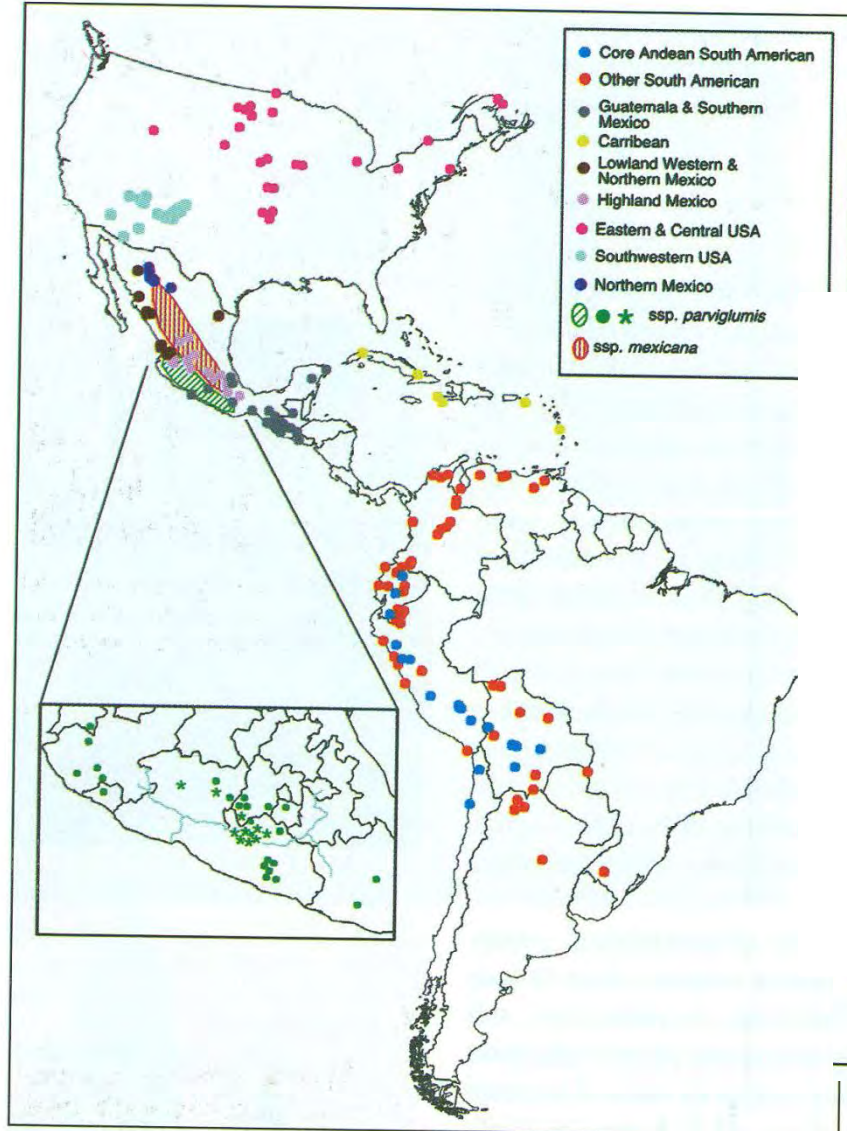 Core Andean South American
Other South American
Guatemala & Southern
Mexico
Carribean
Lowland Western &
Northern Mexico
Highland Mexico
Eastern & Central USA
Southwestern USA
Northern Mexico
ssp. parviglumis
ssp. mexicana